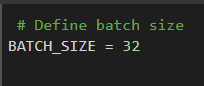 # Define batch size
BATCH_SIZE = 32